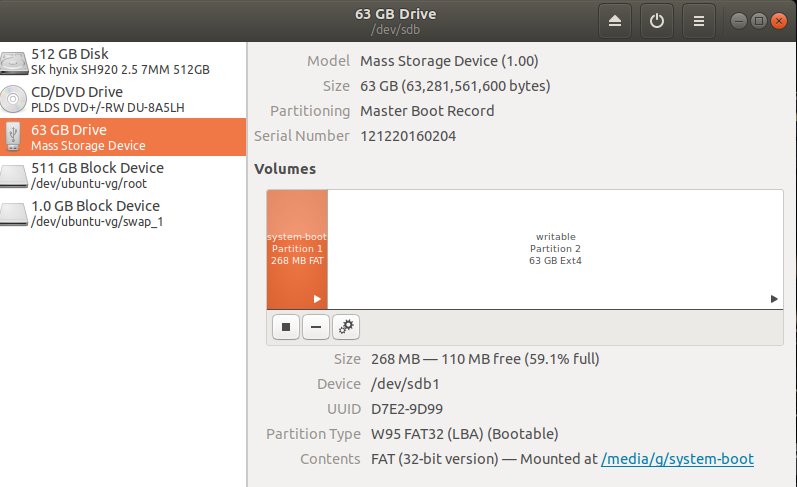 63 GB Drive
/dev/sdb
512 GB Disk
SK hynix SH920 2.5 7MM 512GB
CD/DVD Drive
PLDS DVD+/-RW DU-8A5LH
63 GB Drive
Mass Storage Device
511 GB Block Device
/dev/ubuntu-vg/root
1.0 GB Block Device
/dev/ubuntu-vg/swap_1
Model Mass Storage Device (1.00)
Size 63 GB (63,281,561,600 bytes)
Partitioning Master Boot Record
Serial Number 121220160204
Volumes
system-boot
Partition 1
268 MB FAT
writable
Partition 2
63 GB Ext4
Size 268 MB — 110 MB free (59.1% full)
Device /dev/sdb1
UUID D7E2-9D99
Partition Type W95 FAT32 (LBA) (Bootable)
Contents FAT (32-bit version) — Mounted at /media/g/system-boot